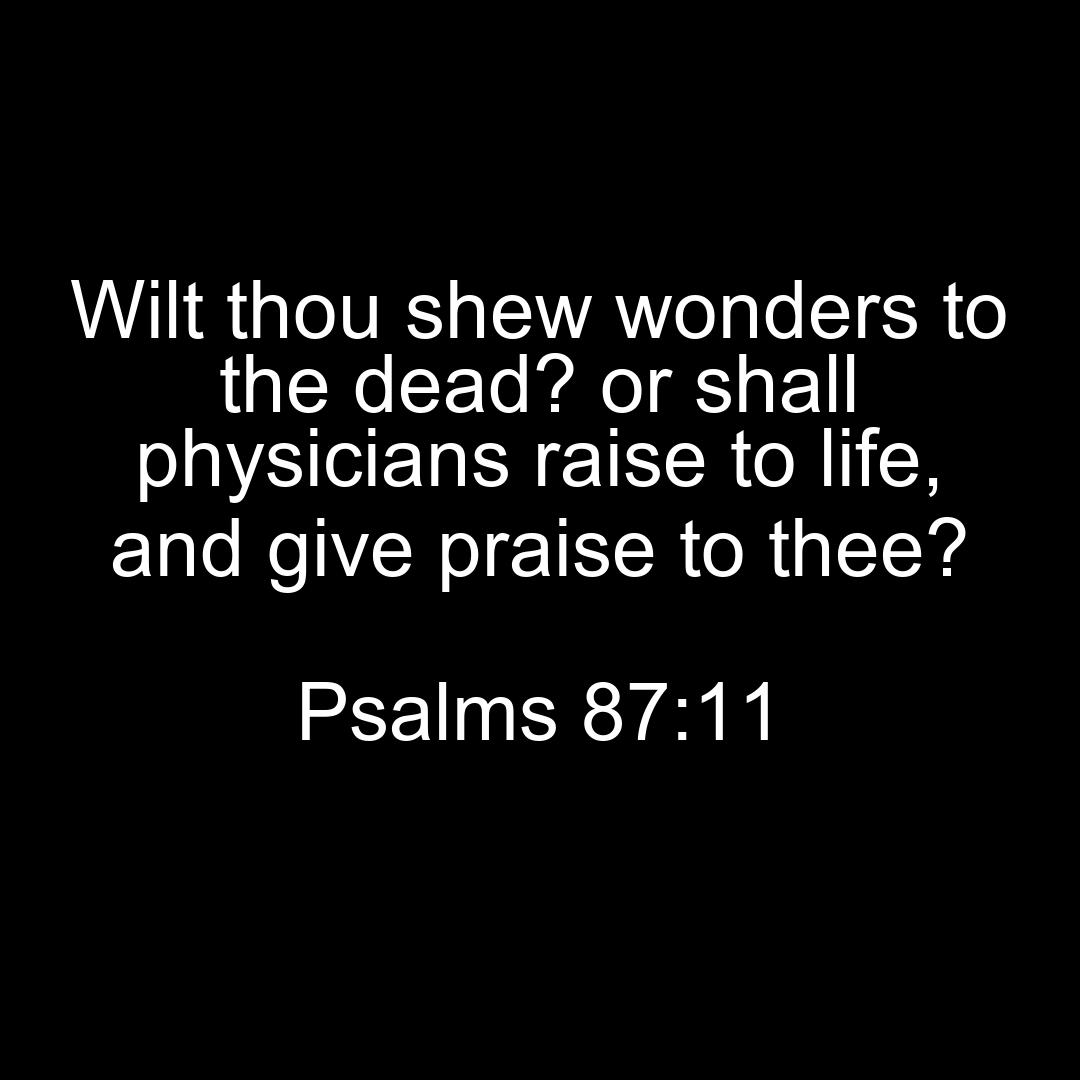 Wilt thou shew wonders to
the dead? or shall
physicians raise to life,
and give praise to thee?
Psalms 87:11